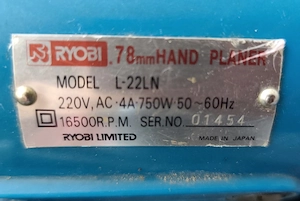 RYOBI 78mm HAND PLANER
MODEL L-22LN
220V, AC·4A·750W 50~60Hz
16500R.P.M. SER.NO. 01454
RYOBI LIMITED MADE IN JAPAN